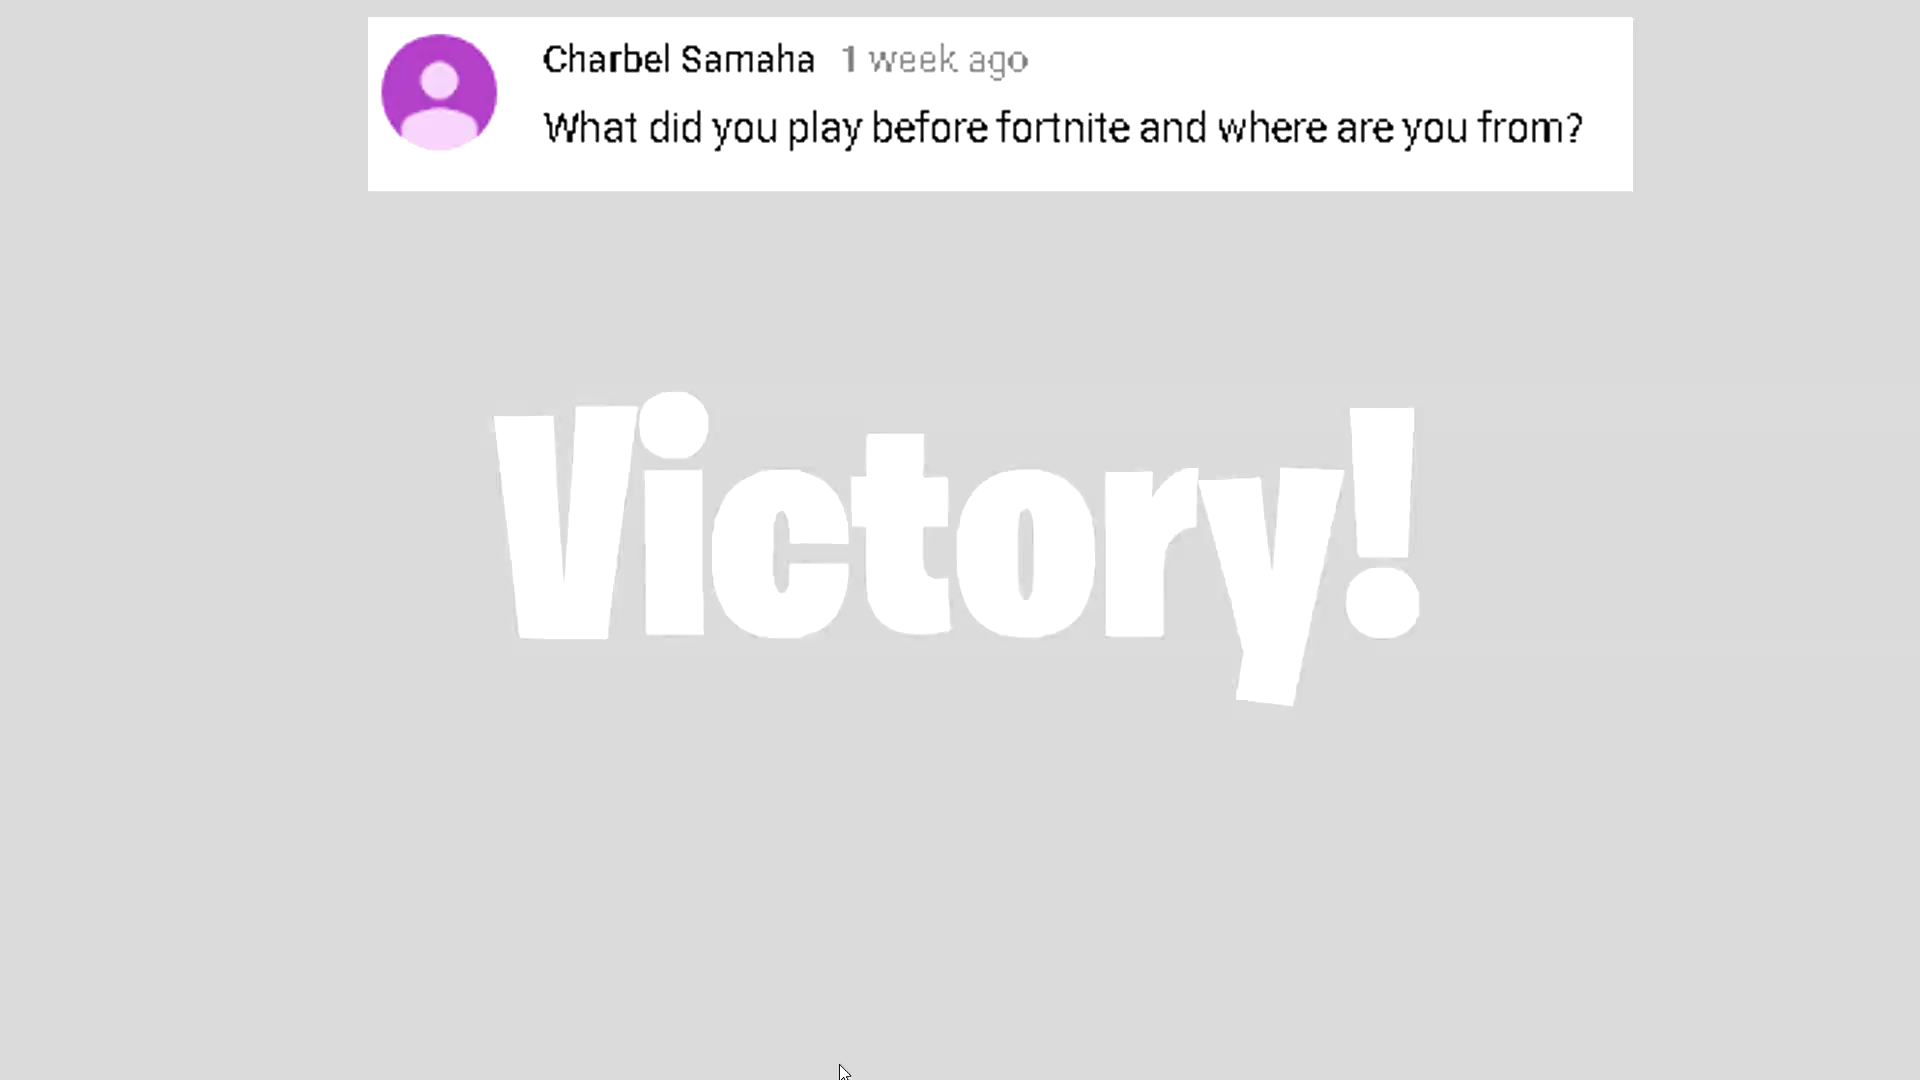 Charbel Samaha 1 week ago
What did you play before fortnite and where are you from?
Victory!